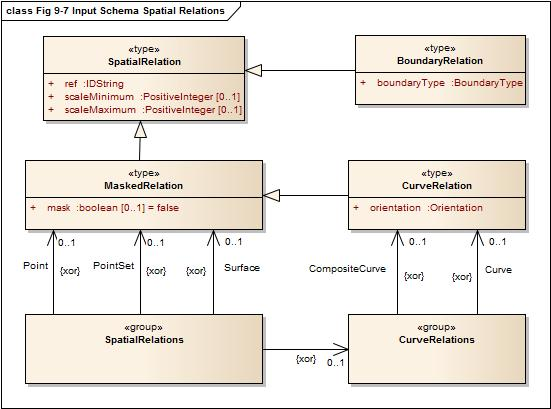 class Fig 9-7 Input Schema Spatial Relations
«type»
SpatialRelation
+ ref :IDString
+ scaleMinimum :PositiveInteger [0..1]
+ scaleMaximum :PositiveInteger [0..1]
«type»
BoundaryRelation
+ boundaryType :BoundaryType
«type»
MaskedRelation
+ mask :boolean [0..1] = false
«type»
CurveRelation
+ orientation :Orientation
0..1 0..1 0..1 0..1 0..1
Point {xor} PointSet {xor} {xor} Surface CompositeCurve {xor} {xor} Curve
«group»
SpatialRelations
«group»
CurveRelations
{xor} 0..1